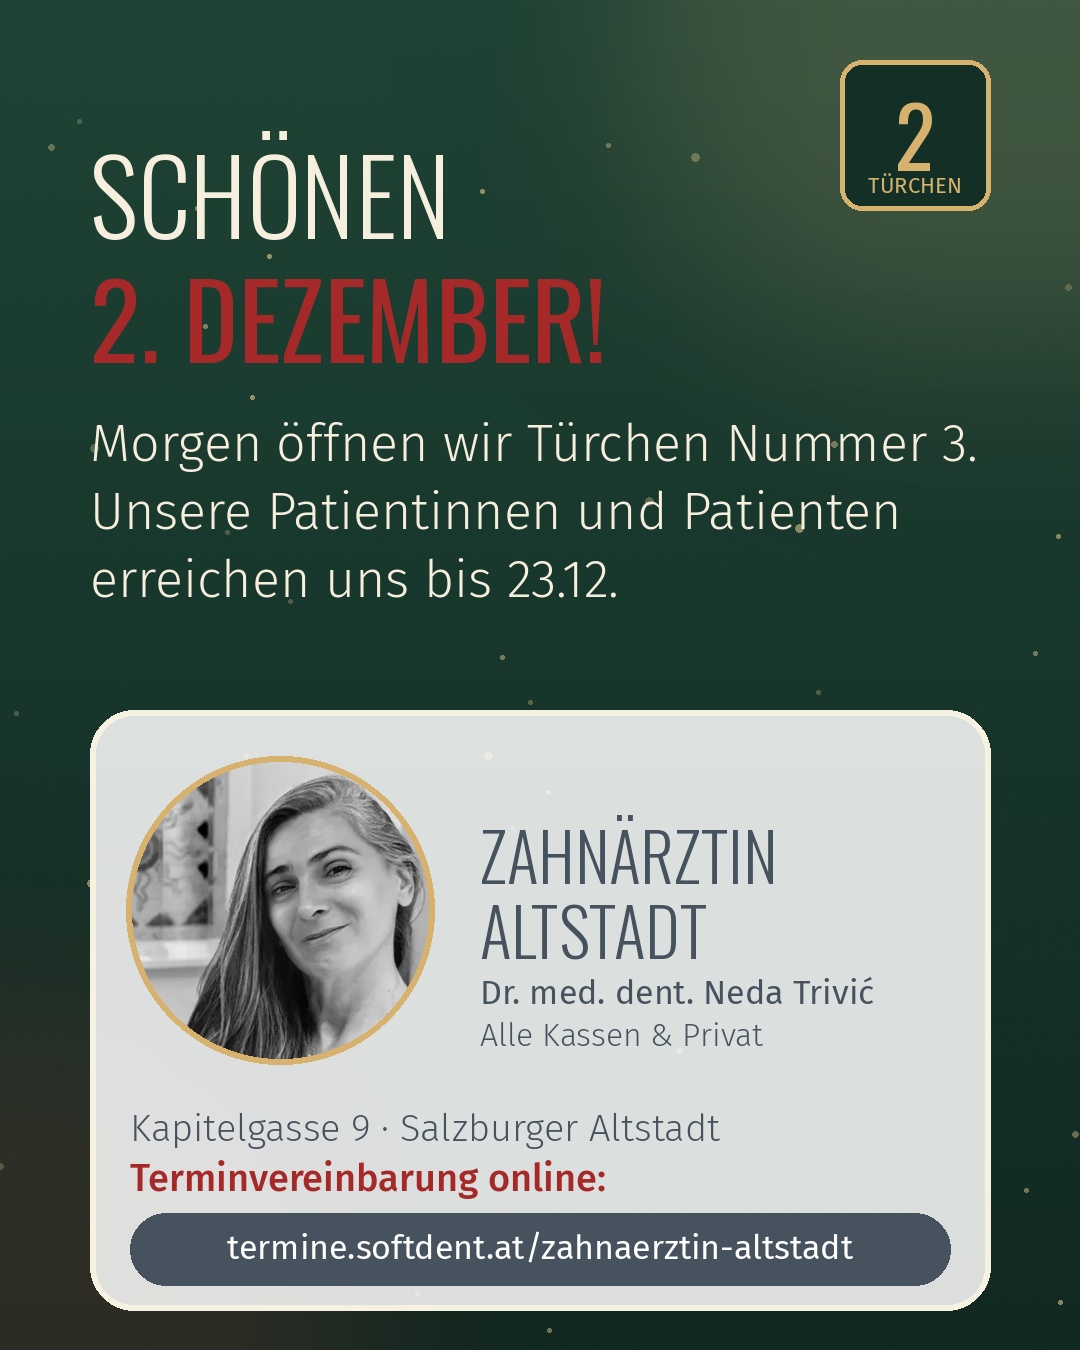 2
TÜRCHEN
SCHÖNEN
2. DEZEMBER!
Morgen öffnen wir Türchen Nummer 3.
Unsere Patientinnen und Patienten
erreichen uns bis 23.12.
ZAHNÄRZTIN
ALTSTADT
Dr. med. dent. Neda Trivić
Alle Kassen & Privat
Kapitelgasse 9 · Salzburger Altstadt
Terminvereinbarung online:
termine.softdent.at/zahnaerztin-altstadt